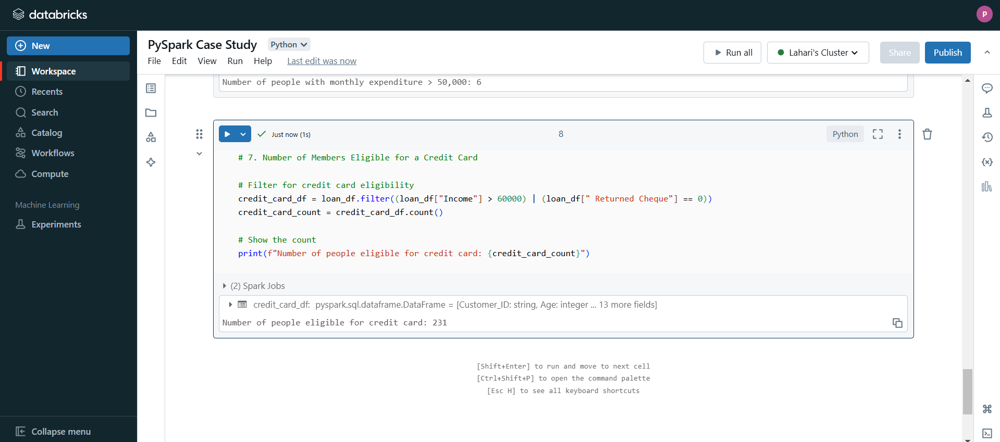 databricks
P
New
Workspace
Recents
Search
Catalog
Workflows
Compute
Machine Learning
Experiments
Collapse menu
PySpark Case Study Python
File Edit View Run Help Last edit was now
Run all Lahari's Cluster Share Publish
Number of people with monthly expenditure > 50,000: 6
Just now (1s) 8 Python
# 7. Number of Members Eligible for a Credit Card
# Filter for credit card eligibility
credit_card_df = loan_df.filter((loan_df["Income"] > 60000) | (loan_df[" Returned Cheque"] == 0))
credit_card_count = credit_card_df.count()
# Show the count
print(f"Number of people eligible for credit card: {credit_card_count}")
(2) Spark Jobs
credit_card_df: pyspark.sql.dataframe.DataFrame = [Customer_ID: string, Age: integer ... 13 more fields]
Number of people eligible for credit card: 231
[Shift+Enter] to run and move to next cell
[Ctrl+Shift+P] to open the command palette
[Esc H] to see all keyboard shortcuts